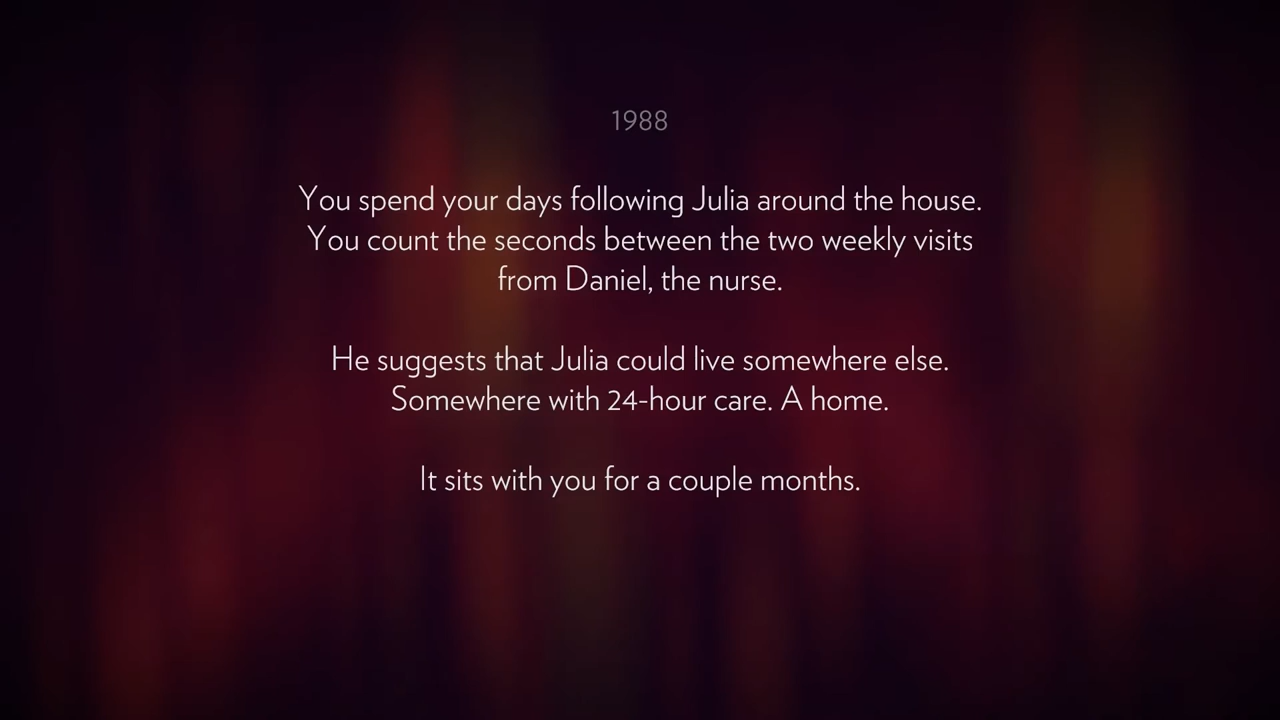 1988
You spend your days following Julia around the house.
You count the seconds between the two weekly visits
from Daniel, the nurse.
He suggests that Julia could live somewhere else.
Somewhere with 24-hour care. A home.
It sits with you for a couple months.